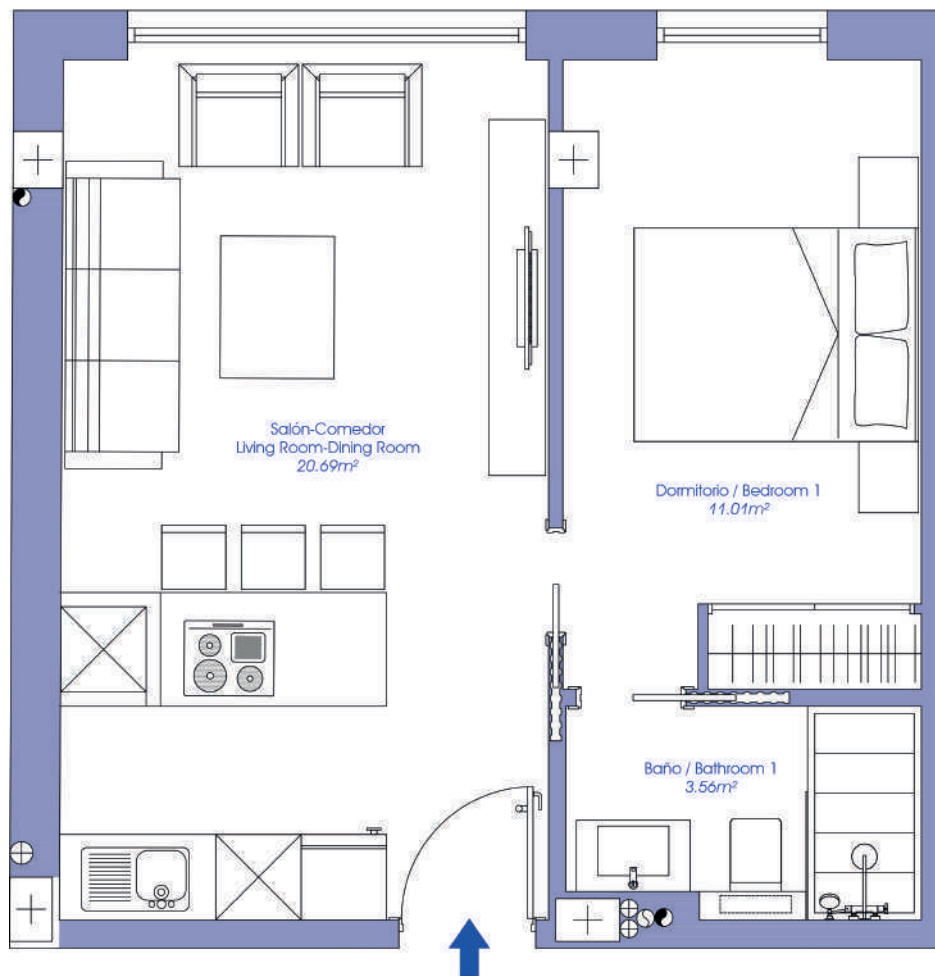 Salón-Comedor
Living Room-Dining Room
20.69m²
Dormitorio / Bedroom 1
11.01m²
Baño / Bathroom 1
3.56m²